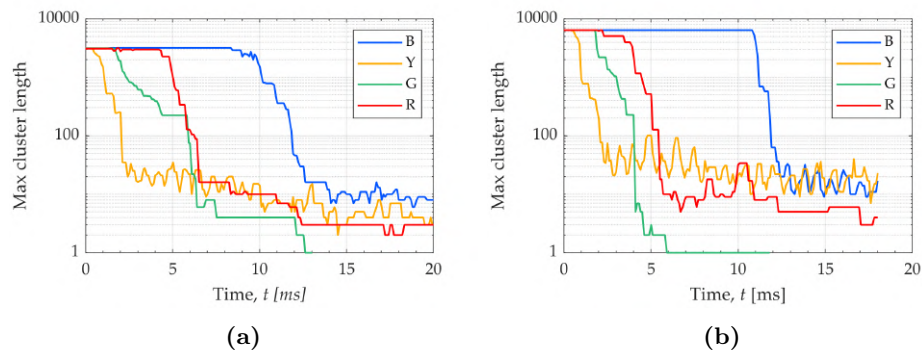 10000
100
1
Max cluster length
0
5
10
15
20
Time, t [ms]
B
Y
G
R
(a)
10000
100
1
Max cluster length
0
5
10
15
20
Time, t [ms]
B
Y
G
R
(b)